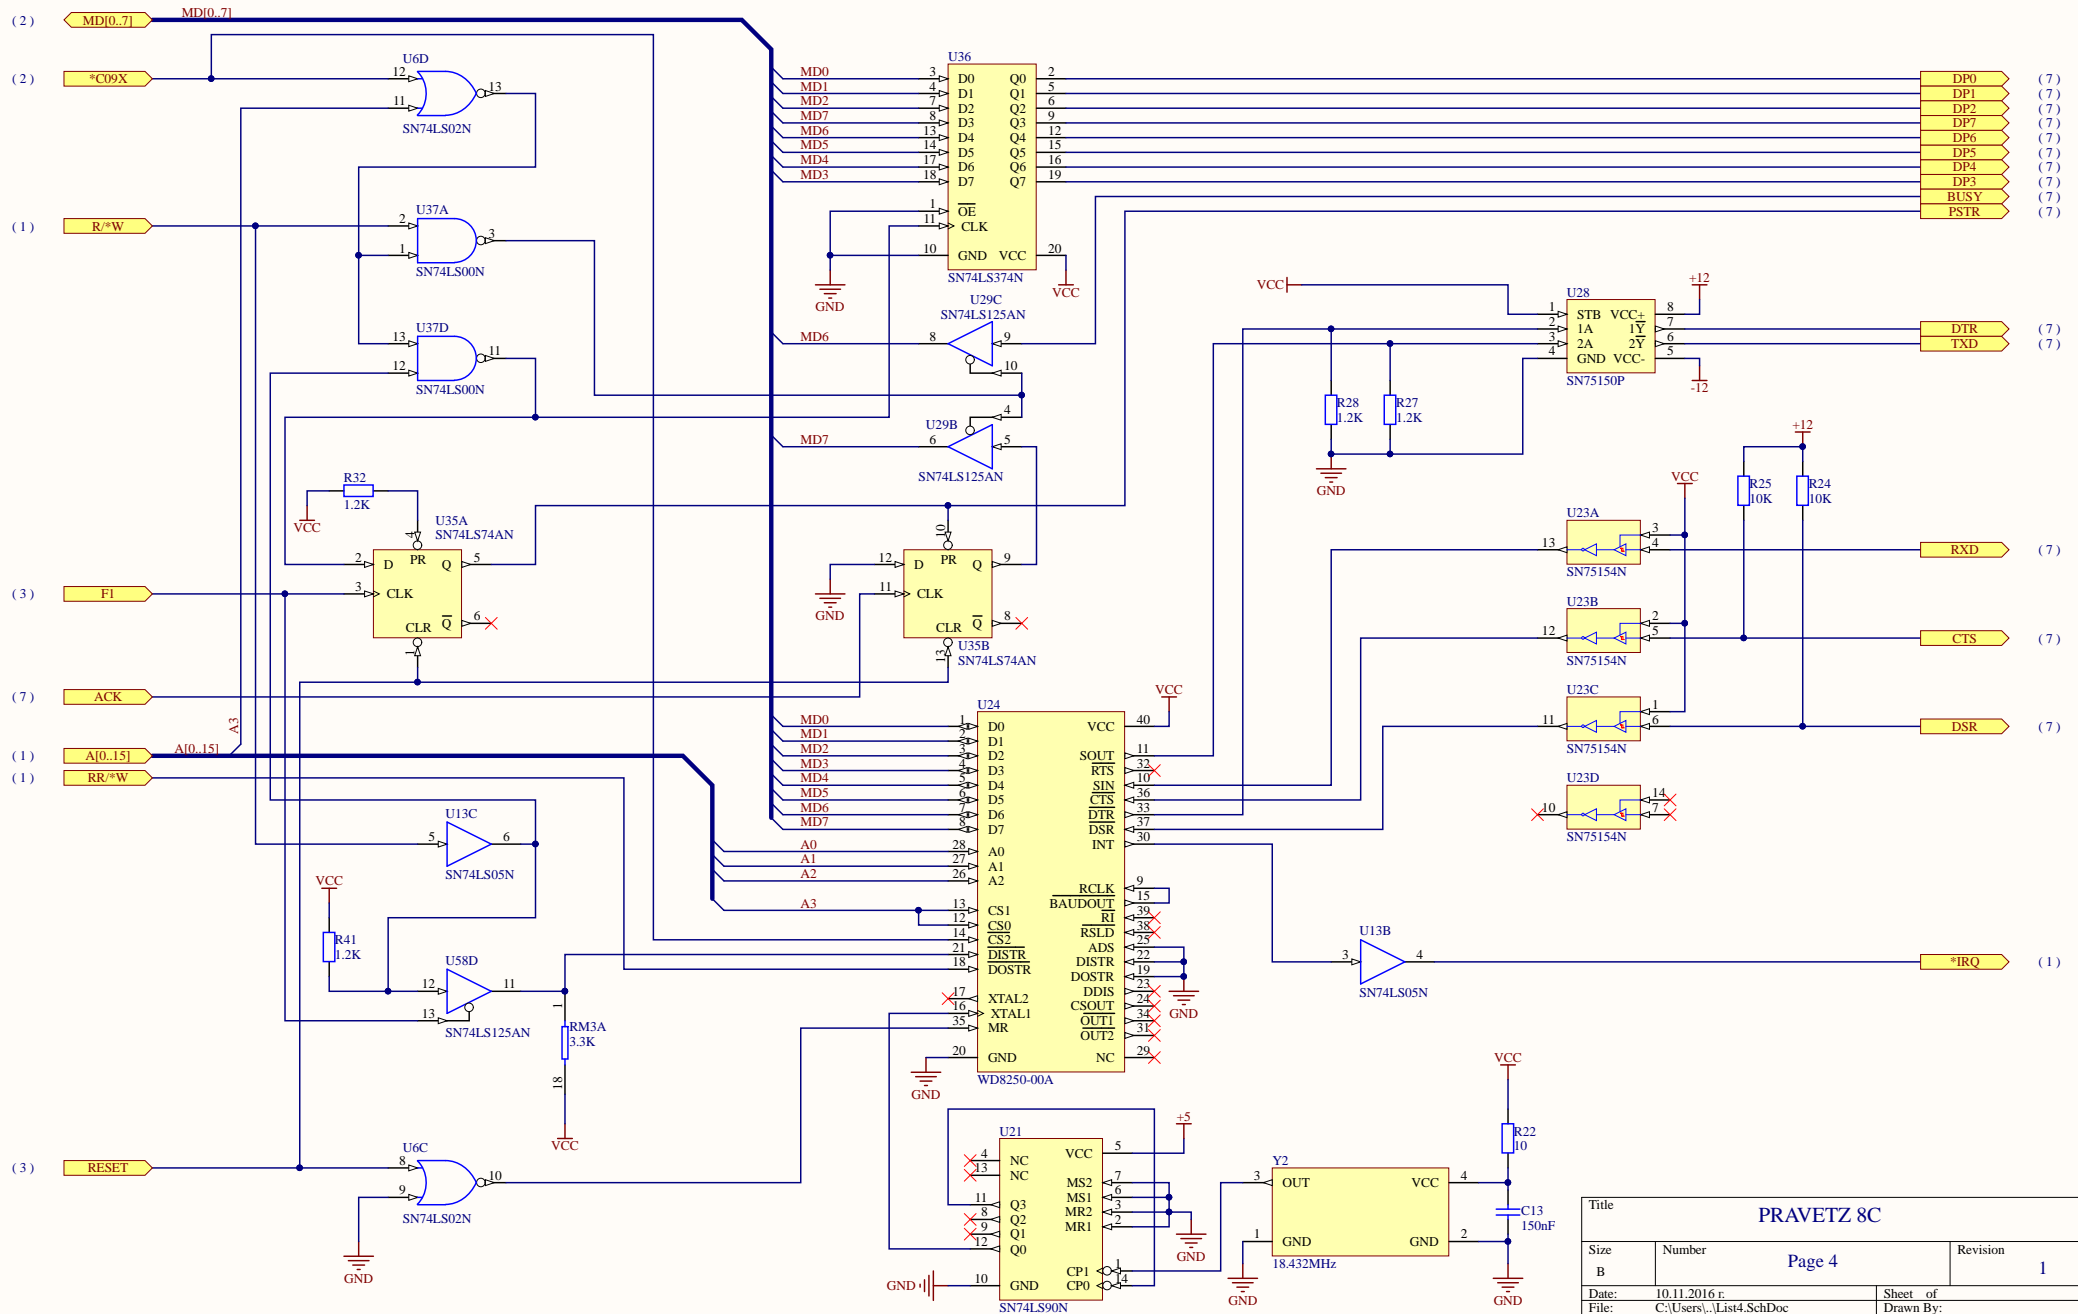 ( 2 ) MD[0..7] MD[0..7]
( 2 ) *C09X
U6D
12 11 13
SN74LS02N
( 1 ) R/*W
U37A
2 1 3
SN74LS00N
U37D
13 12 11
SN74LS00N
R32
1.2K
VCC
U35A
SN74LS74AN
4
2 D PR Q 5
( 3 ) F1
3 CLK
Q 6
CLR
1
( 7 ) ACK
A3
( 1 ) A[0..15] A[0..15]
( 1 ) RR/*W
U13C
5 6
SN74LS05N
VCC
R41
1.2K
U58D
12 11
13
SN74LS125AN
1
RM3A
3.3K
18
VCC
( 3 ) RESET
U6C
8 9 10
SN74LS02N
GND
U36
MD0 3 D0 Q0 2
MD1 4 D1 Q1 5
MD2 7 D2 Q2 6
MD7 8 D3 Q3 9
MD6 13 D4 Q4 12
MD5 14 D5 Q5 15
MD4 17 D6 Q6 16
MD3 18 D7 Q7 19
1 OE
11 CLK
10 GND VCC 20
SN74LS374N
GND
VCC
DP0 ( 7 )
DP1 ( 7 )
DP2 ( 7 )
DP7 ( 7 )
DP6 ( 7 )
DP5 ( 7 )
DP4 ( 7 )
DP3 ( 7 )
BUSY ( 7 )
PSTR ( 7 )
U29C
SN74LS125AN
MD6 8 9
10
4
U29B
MD7 6 5
SN74LS125AN
10
12 D PR Q 9
11 CLK
GND
Q 8
CLR
13
U35B
SN74LS74AN
VCC
U28
+12
1 STB VCC+ 8
2 1A 1Y 7
3 2A 2Y 6
4 GND VCC- 5
SN75150P
-12
DTR ( 7 )
TXD ( 7 )
R28
1.2K
R27
1.2K
GND
+12
R25
10K
R24
10K
VCC
U23A
13 3 4
SN75154N
RXD ( 7 )
U23B
12 2 5
SN75154N
CTS ( 7 )
U23C
11 1 6
SN75154N
DSR ( 7 )
U23D
10 14 7
SN75154N
U24
VCC
MD0 1 D0 VCC 40
MD1 2 D1
MD2 3 D2 SOUT 11
MD3 4 D3 RTS 32
MD4 5 D4 SIN 10
MD5 6 D5 CTS 36
MD6 7 D6 DTR 33
MD7 8 D7 DSR 37
INT 30
A0 28 A0
A1 27 A1
A2 26 A2
RCLK 9
BAUDOUT 15
A3 13 CS1
RI 39
12 CS0
RSLD 38
14 CS2
ADS 25
21 DISTR
DISTR 22
18 DOSTR
DOSTR 19
DDIS 23
17 XTAL2
CSOUT 24
16 XTAL1
OUT1 34
35 MR
OUT2 31
20 GND NC 29
WD8250-00A
GND
GND
U13B
3 4
SN74LS05N
*IRQ ( 1 )
U21
+5
4 NC VCC 5
13 NC
MS2 7
MS1 6
11 Q3 MR2 3
8 Q2 MR1 2
9 Q1
12 Q0
CP1 1
GND 10 GND CP0 14
SN74LS90N
GND
Y2
3 OUT VCC 4
1 GND GND 2
18.432MHz
GND
VCC
R22
10
C13
150nF
GND
Title
PRAVETZ 8C
Size
B
Number
Page 4
Revision
1
Date: 10.11.2016 г. Sheet of
File: C:\Users\..\List4.SchDoc Drawn By: